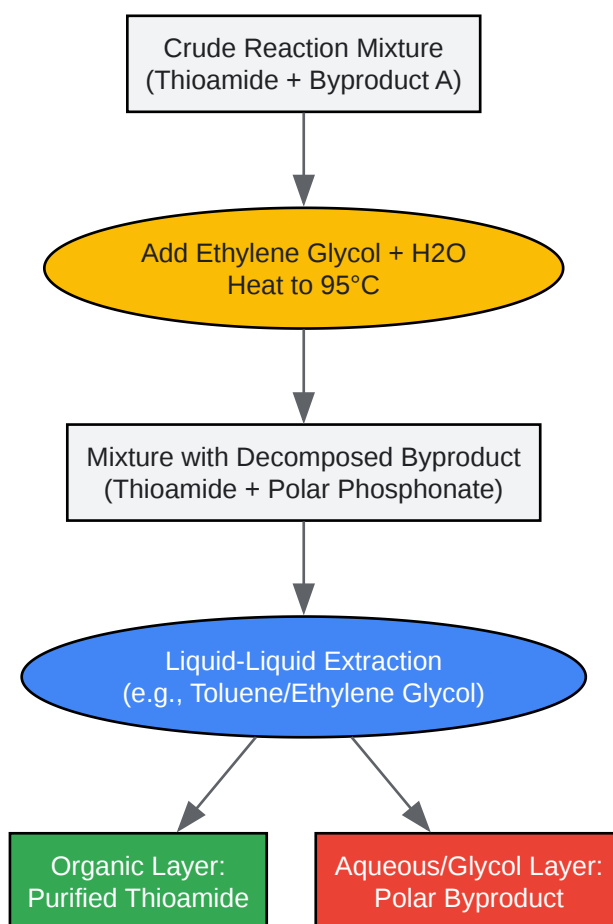 Crude Reaction Mixture
(Thioamide + Byproduct A)
Add Ethylene Glycol + H2O
Heat to 95°C
Mixture with Decomposed Byproduct
(Thioamide + Polar Phosphonate)
Liquid-Liquid Extraction
(e.g., Toluene/Ethylene Glycol)
Organic Layer:
Purified Thioamide
Aqueous/Glycol Layer:
Polar Byproduct